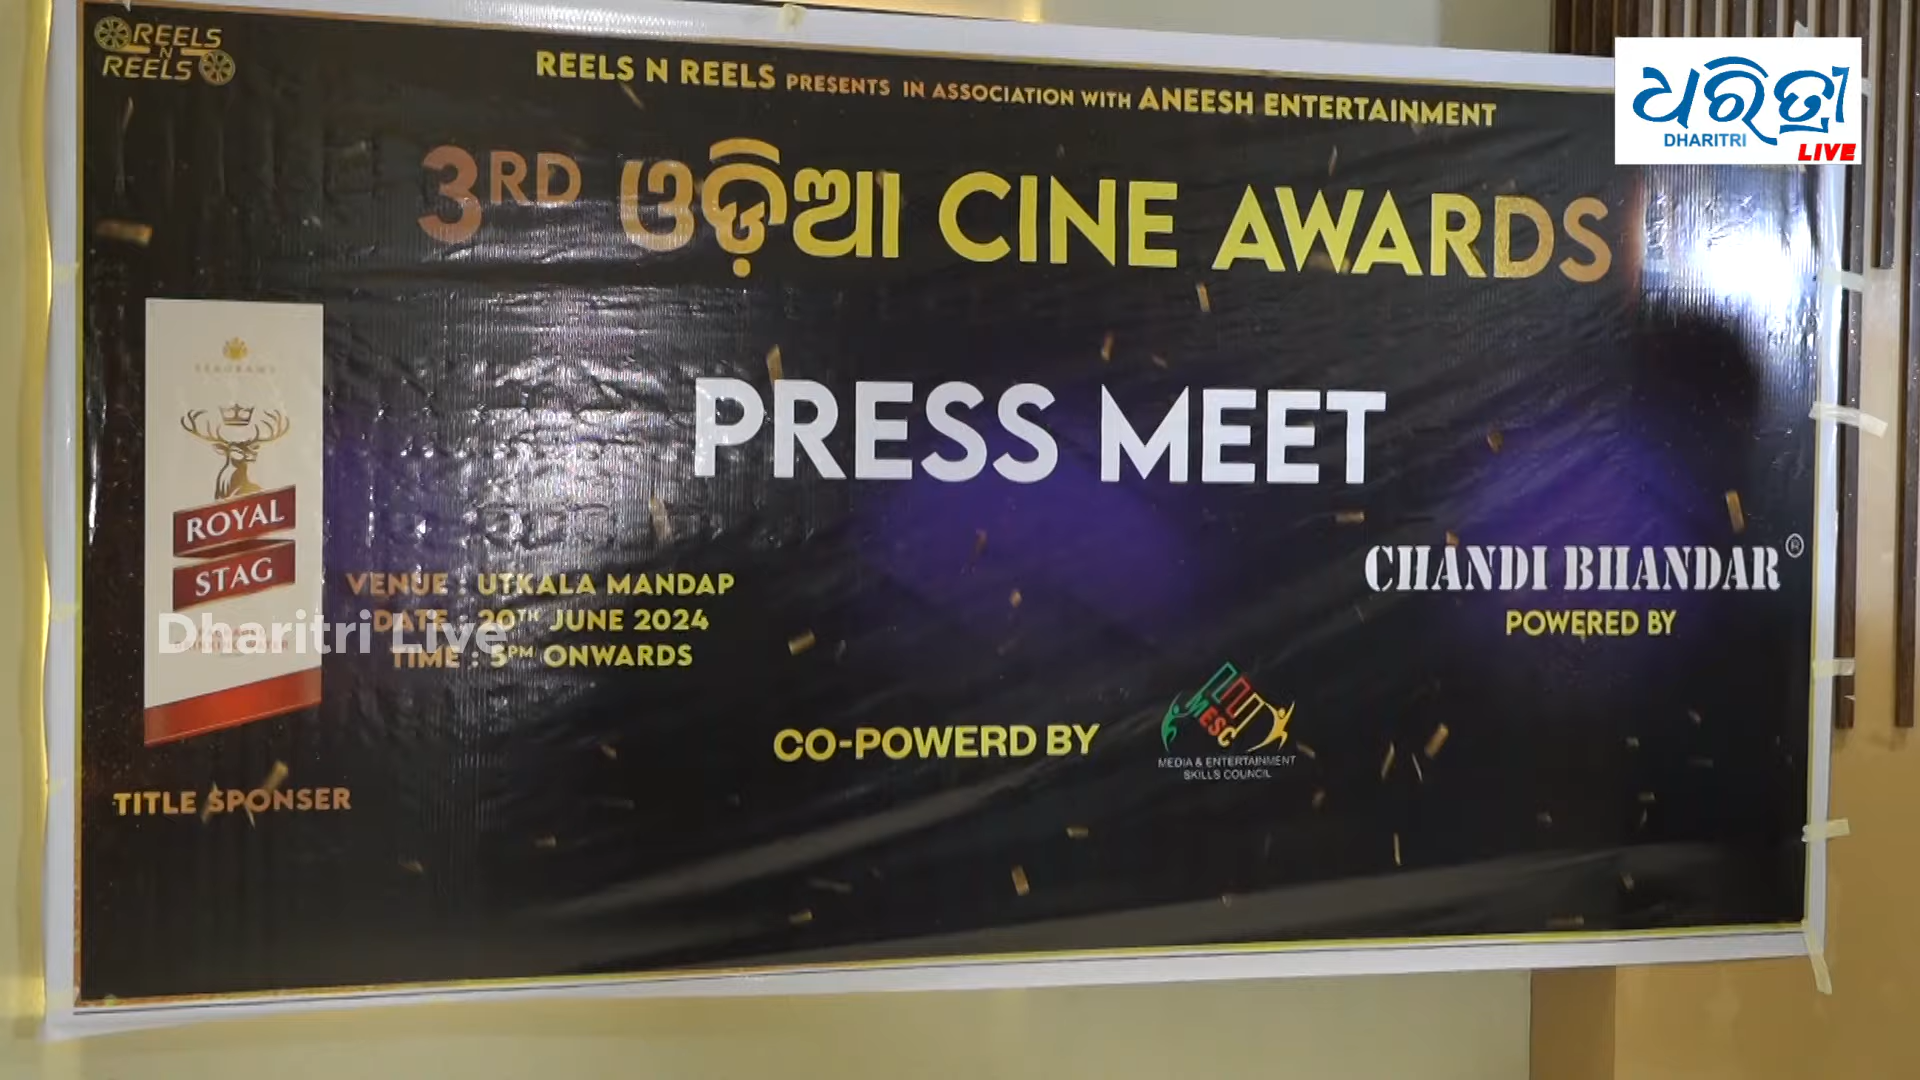 REELS
N
REELS
REELS N REELS PRESENTS IN ASSOCIATION WITH ANEESH ENTERTAINMENT
ଧରିତ୍ରୀ
DHARITRI
LIVE
3RD ଓଡ଼ିଆ CINE AWARDS
PRESS MEET
SEAGRAM'S
ROYAL
STAG
VENUE : UTKALA MANDAP
DATE : 20TH JUNE 2024
TIME : 5PM ONWARDS
Dharitri Live
CHANDI BHANDAR®
POWERED BY
CO-POWERD BY
MESC
MEDIA & ENTERTAINMENT
SKILLS COUNCIL
TITLE SPONSER